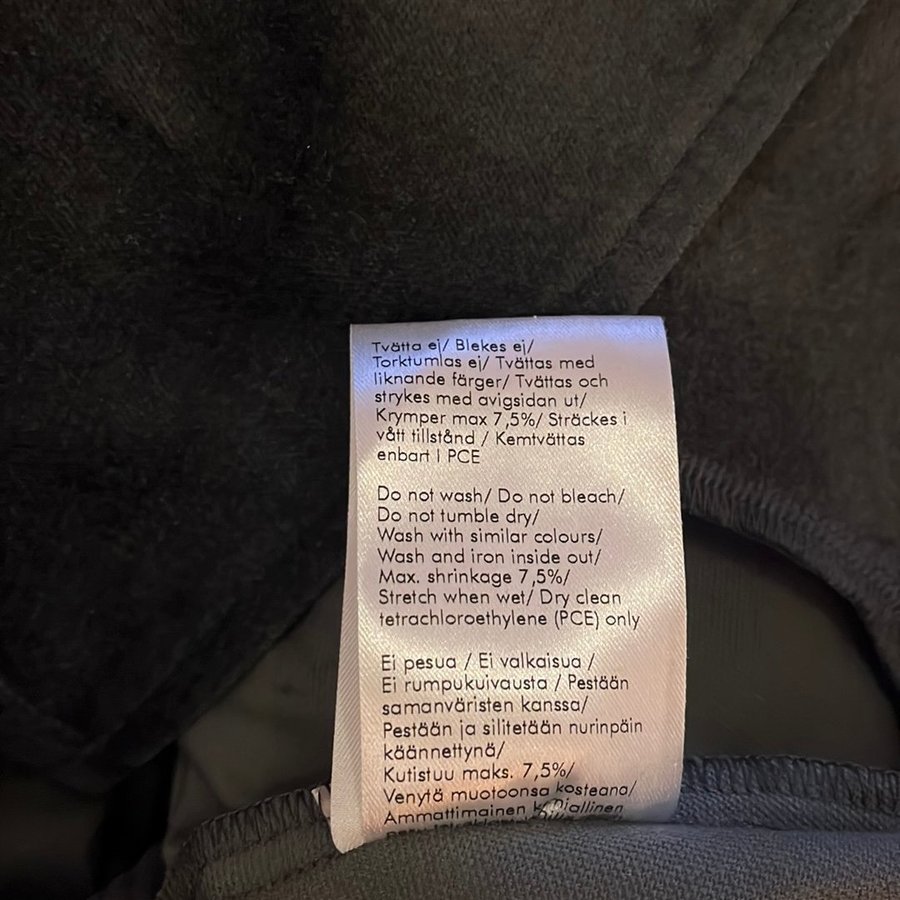 Tvätta ej/ Blekes ej/
Torktumlas ej/ Tvättas med
liknande färger/ Tvättas och
strykes med avigsidan ut/
Krymper max 7,5%/ Sträckes i
vått tillstånd / Kemtvättas
enbart I PCE
Do not wash/ Do not bleach/
Do not tumble dry/
Wash with similar colours/
Wash and iron inside out/
Max. shrinkage 7,5%/
Stretch when wet/ Dry clean
tetrachloroethylene (PCE) only
Ei pesua / Ei valkaisua /
Ei rumpukuivausta / Pestään
samanväristen kanssa/
Pestään ja silitetään nurinpäin
käännettynä/
Kutistuu maks. 7,5%/
Venytä muotoonsa kosteana/
Ammattimainen